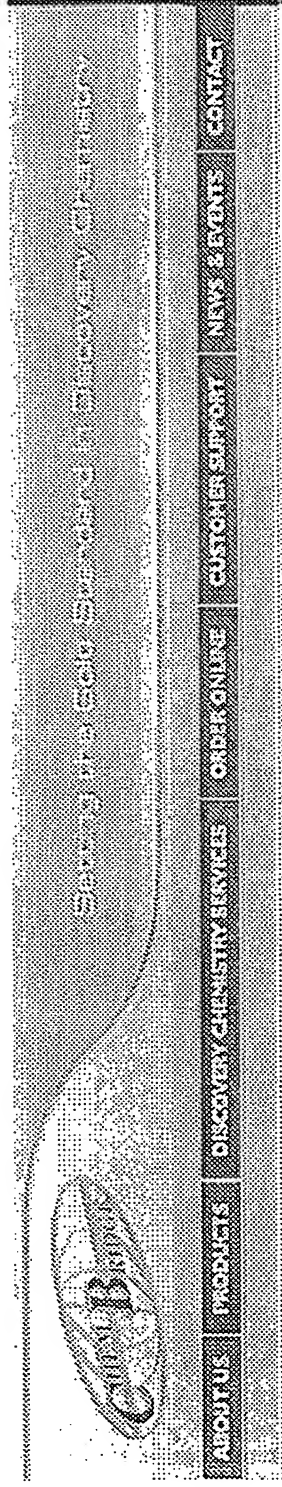 CHEMBRIDGE
Setting the Gold Standard in Discovery Chemistry
ABOUT US PRODUCTS DISCOVERY CHEMISTRY SERVICES ORDER ONLINE CUSTOMER SUPPORT NEWS & EVENTS CONTACT